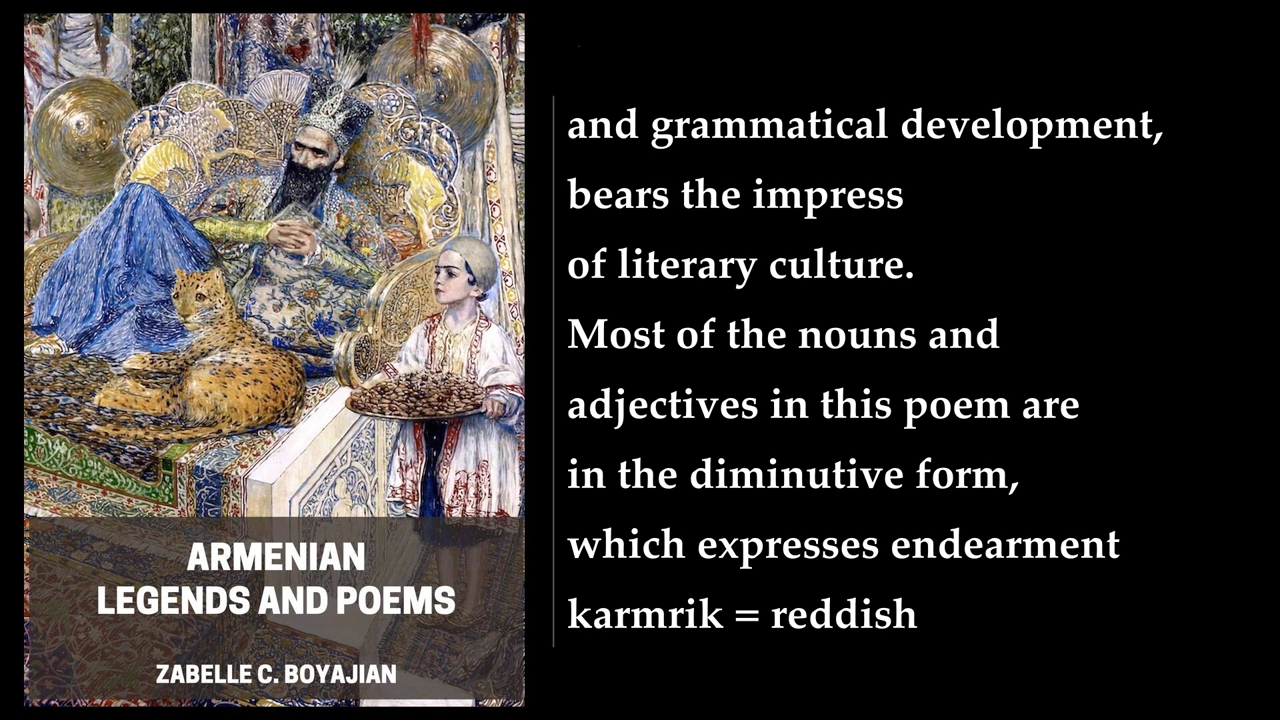 ARMENIAN
LEGENDS AND POEMS
ZABELLE C. BOYAJIAN
and grammatical development,
bears the impress
of literary culture.
Most of the nouns and
adjectives in this poem are
in the diminutive form,
which expresses endearment
karmrik = reddish